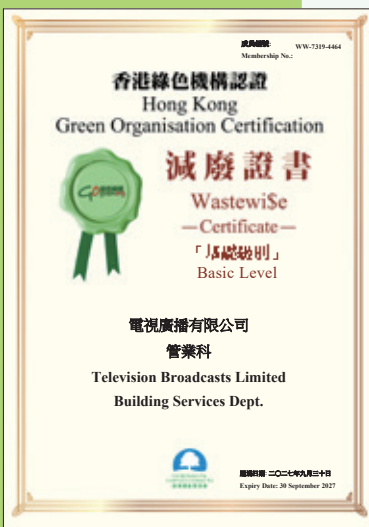 成員編號:
WW-7319-4464
Membership No.:
香港綠色機構認證
Hong Kong
Green Organisation Certification
減廢證書
Wastewi$e
—Certificate—
「基礎級別」
Basic Level
電視廣播有限公司
管業科
Television Broadcasts Limited
Building Services Dept.
屆滿日期: 二〇二七年九月三十日
Expiry Date: 30 September 2027